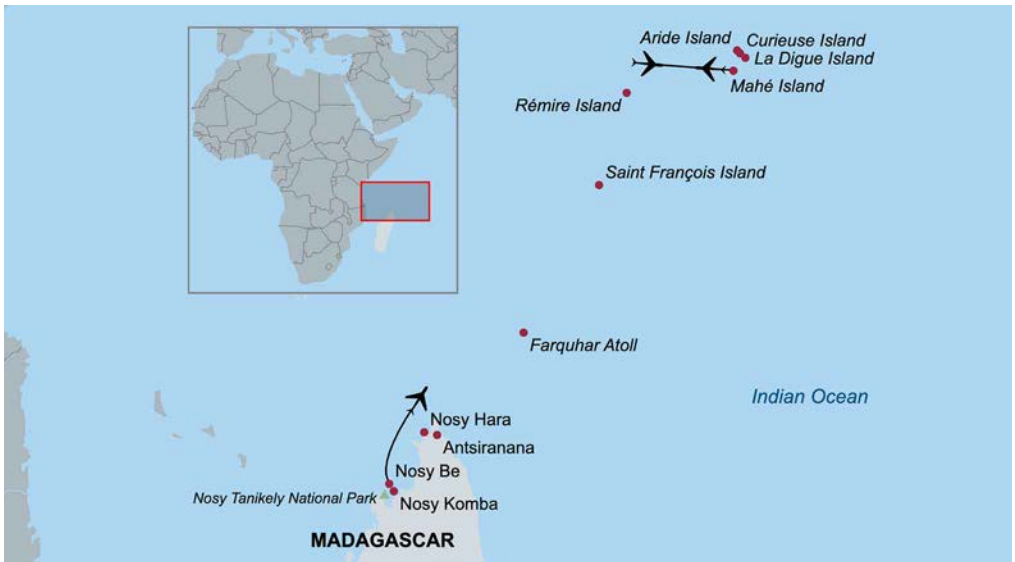 Aride Island
Curieuse Island
La Digue Island
Mahé Island
Rémire Island
Saint François Island
Farquhar Atoll
Indian Ocean
Nosy Hara
Antsiranana
Nosy Be
Nosy Tanikely National Park
Nosy Komba
MADAGASCAR